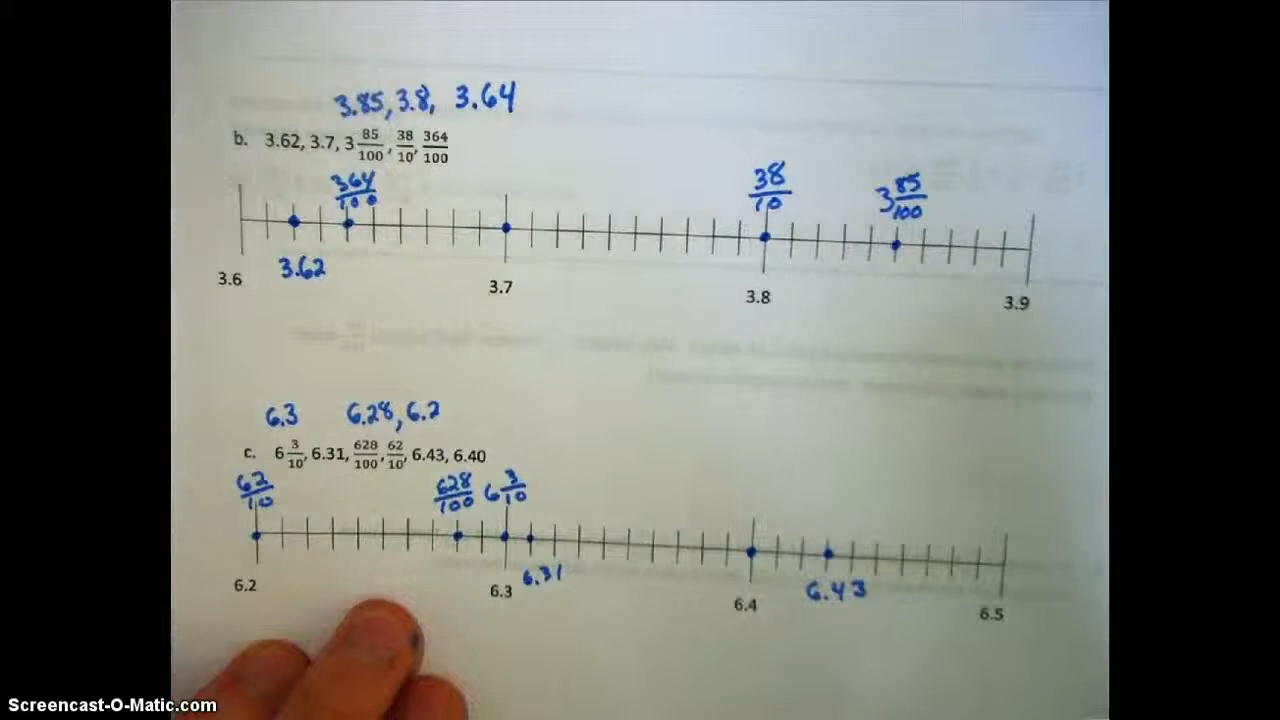 3.85, 3.8, 3.64
b. 3.62, 3.7, 3 85/100, 38/10, 364/100
364/100 38/10 3 85/100
3.62
3.6 3.7 3.8 3.9
6.3 6.28, 6.2
c. 6 3/10, 6.31, 628/100, 62/10, 6.43, 6.40
62/10 628/100 6 3/10
6.31 6.43
6.2 6.3 6.4 6.5
Screencast-O-Matic.com